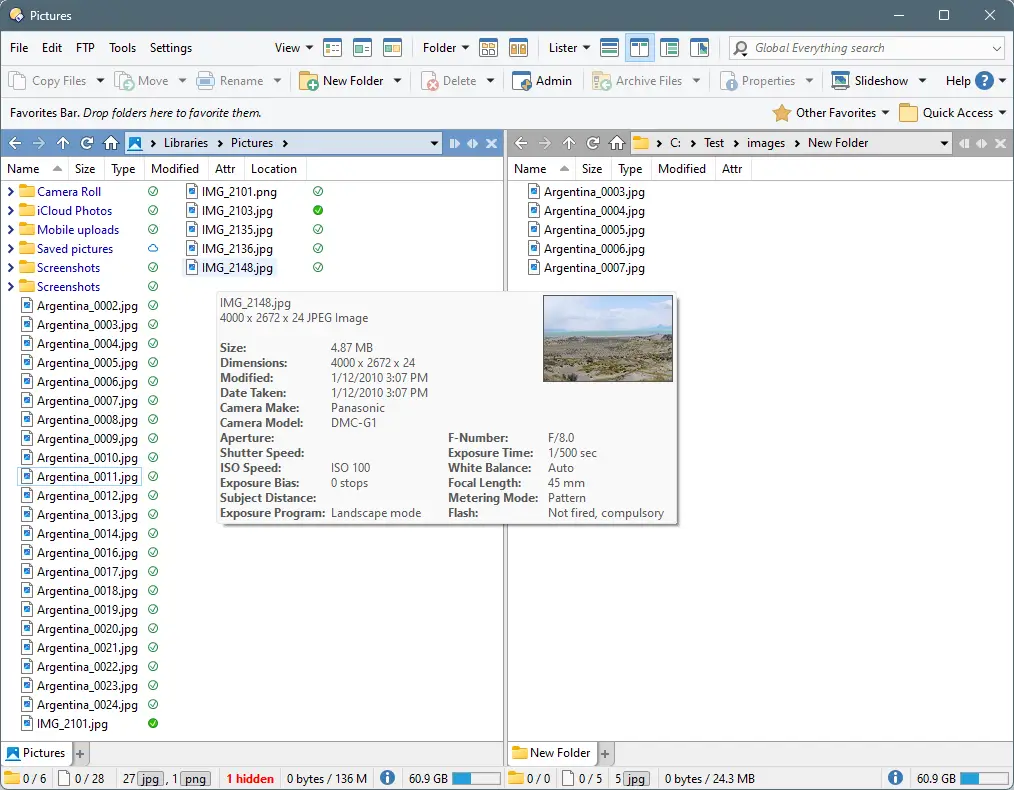 Pictures
File Edit FTP Tools Settings View Folder Lister Global Everything search
Copy Files Move Rename New Folder Delete Admin Archive Files Properties Slideshow Help ?
Favorites Bar. Drop folders here to favorite them. Other Favorites Quick Access
Libraries Pictures
Name Size Type Modified Attr Location
Camera Roll
iCloud Photos
Mobile uploads
Saved pictures
Screenshots
Screenshots
Argentina_0002.jpg
Argentina_0003.jpg
Argentina_0004.jpg
Argentina_0005.jpg
Argentina_0006.jpg
Argentina_0007.jpg
Argentina_0008.jpg
Argentina_0009.jpg
Argentina_0010.jpg
Argentina_0011.jpg
Argentina_0012.jpg
Argentina_0013.jpg
Argentina_0014.jpg
Argentina_0016.jpg
Argentina_0017.jpg
Argentina_0018.jpg
Argentina_0019.jpg
Argentina_0020.jpg
Argentina_0021.jpg
Argentina_0022.jpg
Argentina_0023.jpg
Argentina_0024.jpg
IMG_2101.jpg
IMG_2101.png
IMG_2103.jpg
IMG_2135.jpg
IMG_2136.jpg
IMG_2148.jpg
IMG_2148.jpg
4000 x 2672 x 24 JPEG Image
Size: 4.87 MB
Dimensions: 4000 x 2672 x 24
Modified: 1/12/2010 3:07 PM
Date Taken: 1/12/2010 3:07 PM
Camera Make: Panasonic
Camera Model: DMC-G1
Aperture: F-Number: F/8.0
Shutter Speed: Exposure Time: 1/500 sec
ISO Speed: ISO 100 White Balance: Auto
Exposure Bias: 0 stops Focal Length: 45 mm
Subject Distance: Metering Mode: Pattern
Exposure Program: Landscape mode Flash: Not fired, compulsory
C: Test images New Folder
Name Size Type Modified Attr
Argentina_0003.jpg
Argentina_0004.jpg
Argentina_0005.jpg
Argentina_0006.jpg
Argentina_0007.jpg
Pictures +
0 / 6 0 / 28 27 jpg , 1 png 1 hidden 0 bytes / 136 M 60.9 GB
New Folder +
0 / 0 0 / 5 5 jpg 0 bytes / 24.3 MB 60.9 GB